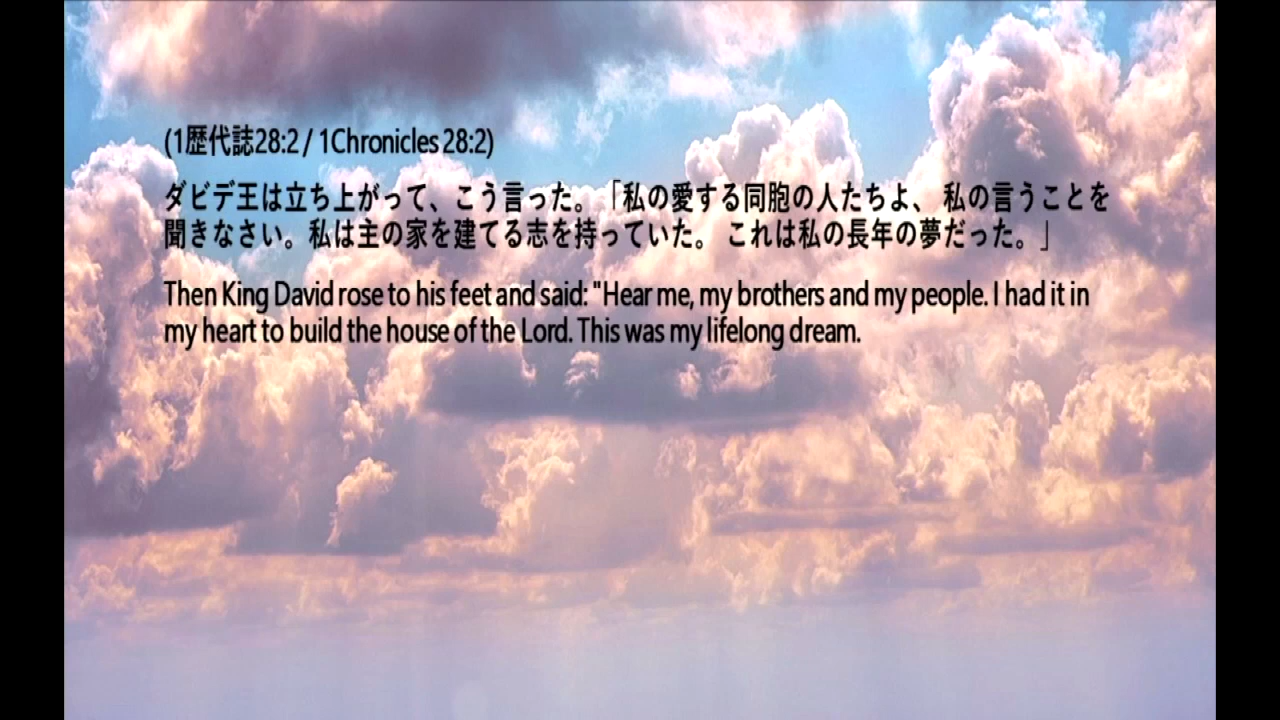 (1歴代誌28:2 / 1Chronicles 28:2)
ダビデ王は立ち上がって、こう言った。「私の愛する同胞の人たちよ、 私の言うことを
聞きなさい。私は主の家を建てる志を持っていた。 これは私の長年の夢だった。」
Then King David rose to his feet and said: "Hear me, my brothers and my people. I had it in
my heart to build the house of the Lord. This was my lifelong dream.